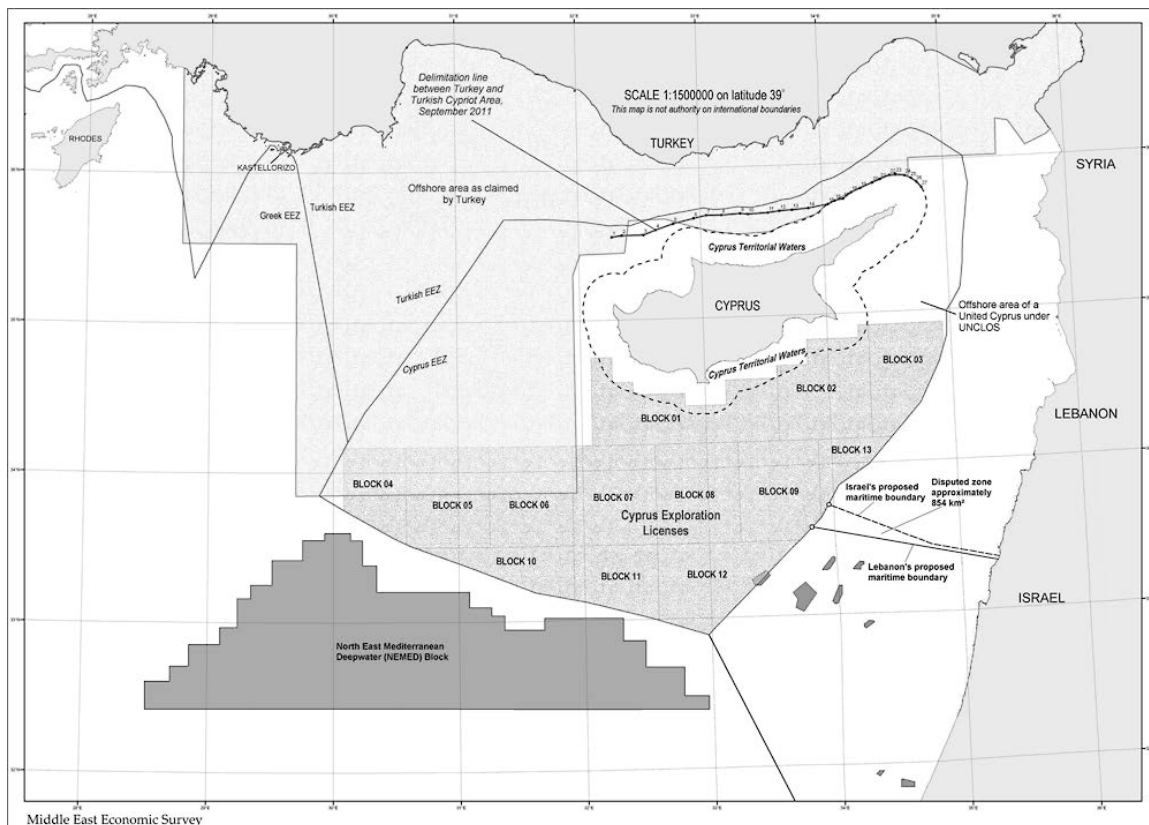 Delimitation line
between Turkey and
Turkish Cypriot Area,
September 2011
SCALE 1:1500000 on latitude 39°
This map is not authority on international boundaries
TURKEY
SYRIA
RHODES
KASTELLORIZO
Greek EEZ
Turkish EEZ
Offshore area as claimed
by Turkey
Cyprus Territorial Waters
Turkish EEZ
Cyprus EEZ
CYPRUS
Offshore area of a
United Cyprus under
UNCLOS
Cyprus Territorial Waters
BLOCK 03
BLOCK 02
BLOCK 01
LEBANON
BLOCK 13
BLOCK 04
BLOCK 05
BLOCK 06
BLOCK 07
BLOCK 08
BLOCK 09
Israel's proposed
maritime boundary
Disputed zone
approximately
854 km²
Cyprus Exploration
Licenses
BLOCK 10
BLOCK 11
BLOCK 12
Lebanon's proposed
maritime boundary
ISRAEL
North East Mediterranean
Deepwater (NEMED) Block
Middle East Economic Survey